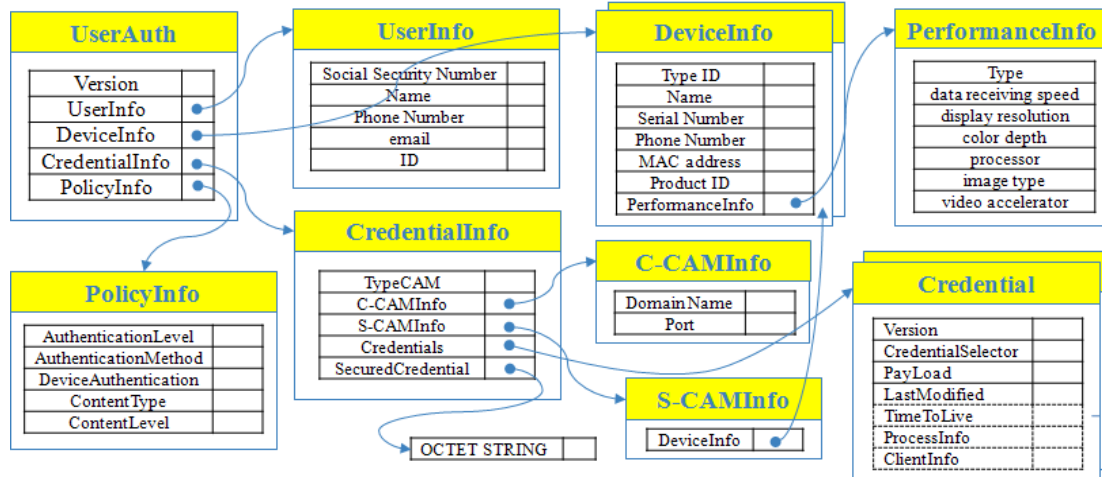 UserAuth
Version
UserInfo
DeviceInfo
CredentialInfo
PolicyInfo
UserInfo
Social Security Number
Name
Phone Number
email
ID
DeviceInfo
Type ID
Name
Serial Number
Phone Number
MAC address
Product ID
PerformanceInfo
PerformanceInfo
Type
data receiving speed
display resolution
color depth
processor
image type
video accelerator
PolicyInfo
AuthenticationLevel
AuthenticationMethod
DeviceAuthentication
ContentType
ContentLevel
CredentialInfo
TypeCAM
C-CAMInfo
S-CAMInfo
Credentials
SecuredCredential
OCTET STRING
C-CAMInfo
Domain Name
Port
S-CAMInfo
DeviceInfo
Credential
Version
CredentialSelector
PayLoad
LastModified
TimeToLive
ProcessInfo
ClientInfo